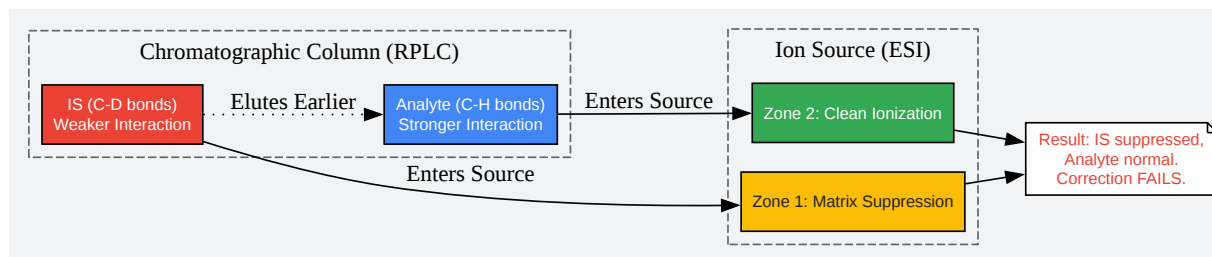 Chromatographic Column (RPLC)
IS (C-D bonds)
Weaker Interaction
Elutes Earlier
Analyte (C-H bonds)
Stronger Interaction
Enters Source
Enters Source
Ion Source (ESI)
Zone 2: Clean Ionization
Zone 1: Matrix Suppression
Result: IS suppressed,
Analyte normal.
Correction FAILS.